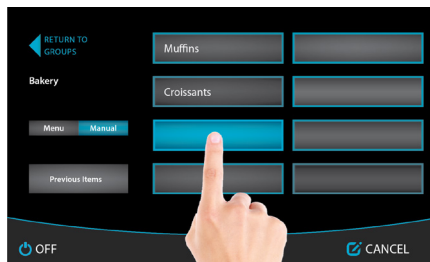 RETURN TO
GROUPS
Muffins
Bakery
Croissants
Menu
Manual
Previous Items
OFF
CANCEL